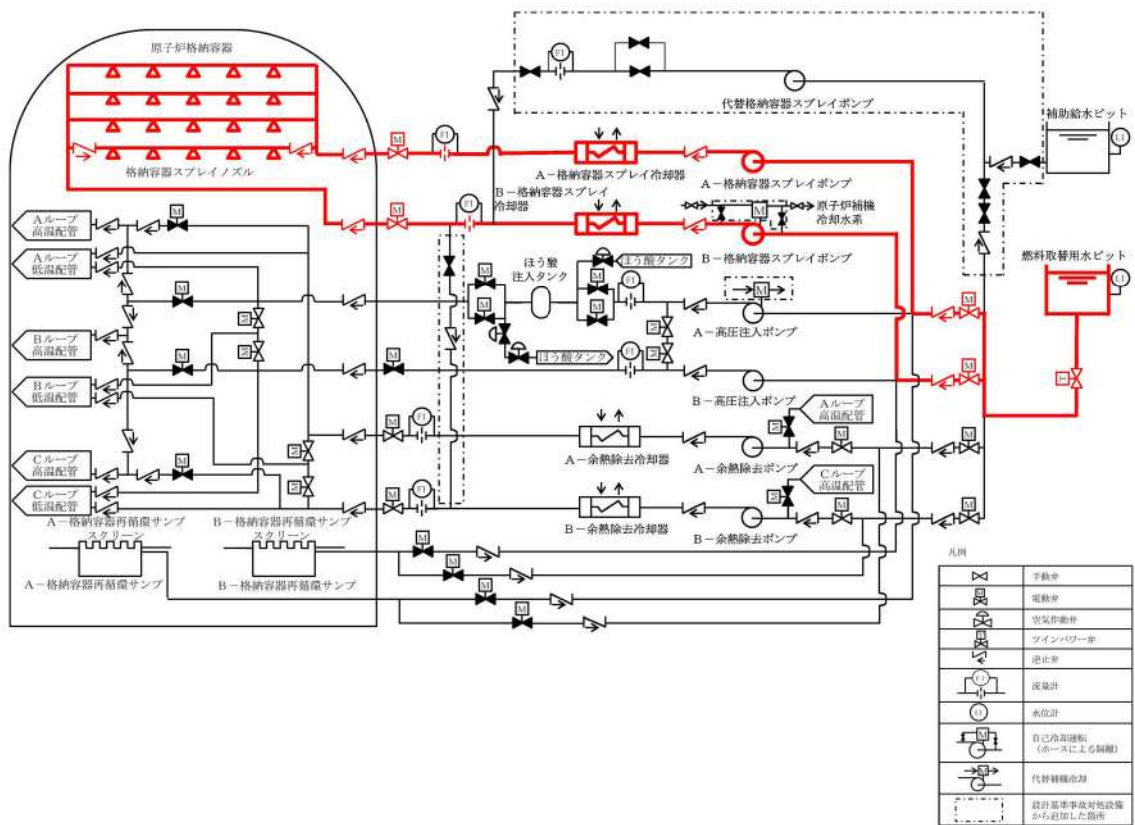 原子炉格納容器
格納容器スプレイノズル
FI
代替格納容器スプレイポンプ
補助給水ピット
LI
M
FI
A-格納容器スプレイ冷却器
A-格納容器スプレイポンプ
B-格納容器スプレイ
冷却器
M
FI
原子炉補機
冷却水系
M
B-格納容器スプレイポンプ
燃料取替用水ピット
LI
Aループ
高温配管
M
Aループ
低温配管
ほう酸
注入タンク
ほう酸タンク
M
M
FI
M
A-高圧注入ポンプ
M
M
M
M
M
M
ほう酸タンク
M
M
T
Bループ
高温配管
M
M
FI
B-高圧注入ポンプ
Bループ
低温配管
Aループ
高温配管
M
M
FI
M
M
A-余熱除去冷却器
A-余熱除去ポンプ
M
Cループ
高温配管
M
M
Cループ
高温配管
Cループ
低温配管
M
FI
M
M
M
B-余熱除去冷却器
B-余熱除去ポンプ
A-格納容器再循環サンプ
スクリーン
B-格納容器再循環サンプ
スクリーン
M
M
A-格納容器再循環サンプ
B-格納容器再循環サンプ
M
M
凡例
手動弁
M
電動弁
空気作動弁
ツインパワー弁
逆止弁
FI
流量計
LI
水位計
M
自己冷却運転
(ホースによる隔離)
M
代替補機冷却
設計基準事故対処設備
から追加した箇所